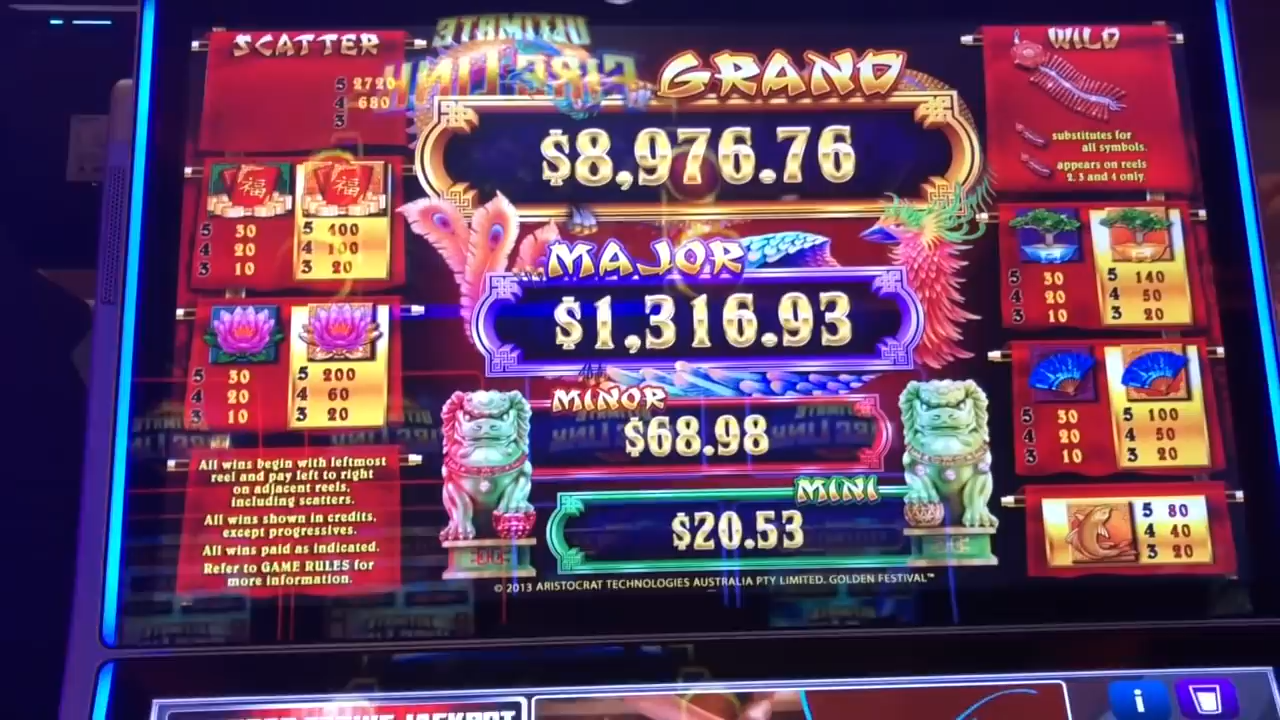 SCATTER
5 2720
4 680
3
福
福
5 30
4 20
3 10
5 400
4 100
3 20
5 30
4 20
3 10
5 200
4 60
3 20
All wins begin with leftmost
reel and pay left to right
on adjacent reels,
including scatters.
All wins shown in credits,
except progressives.
All wins paid as indicated.
Refer to GAME RULES for
more information.
ULTIMATE
FIRE LINK
GRAND
$8,976.76
MAJOR
$1,316.93
MINOR
$68.98
MINI
$20.53
© 2013 ARISTOCRAT TECHNOLOGIES AUSTRALIA PTY LIMITED. GOLDEN FESTIVAL™
WILD
substitutes for
all symbols.
appears on reels
2, 3 and 4 only.
5 30
4 20
3 10
5 140
4 50
3 20
5 30
4 20
3 10
5 100
4 50
3 20
5 80
4 40
3 20
JACKPOT
i